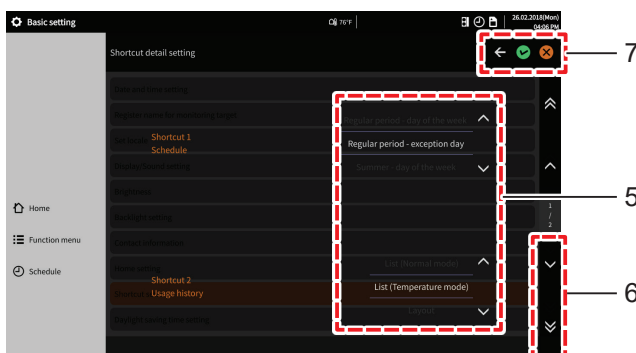 Basic setting
76°F
26.02.2018(Mon)
04:06 PM
7
Shortcut detail setting
Date and time setting
Regular period - day of the week
Shortcut 1
Schedule
Regular period - exception day
Display/sound setting
Summer - day of the week
5
Brightness
Home
1
/
2
Backlight setting
Function menu
Contact information
Schedule
List (Normal mode)
Shortcut 2
Usage history
List (Temperature mode)
6
Layout
Daylight saving time setting